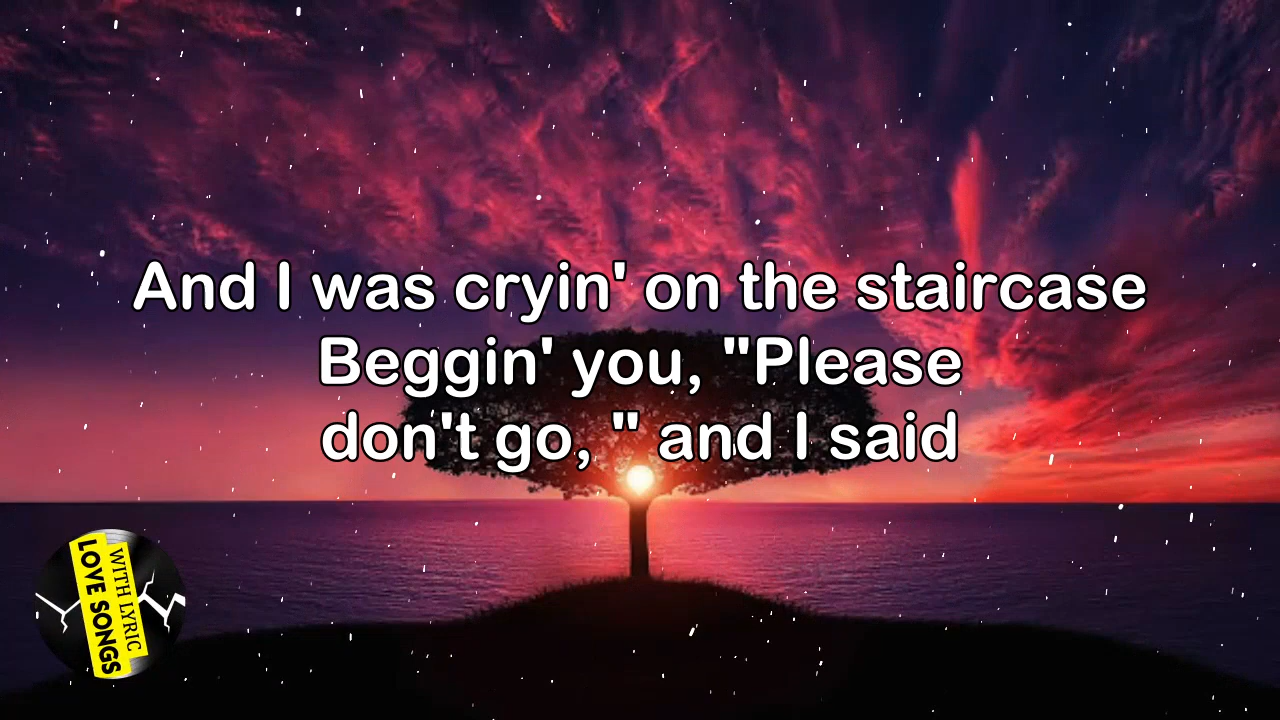 And I was cryin' on the staircase
Beggin' you, "Please
don't go, " and I said
WITH LYRIC
LOVE SONGS